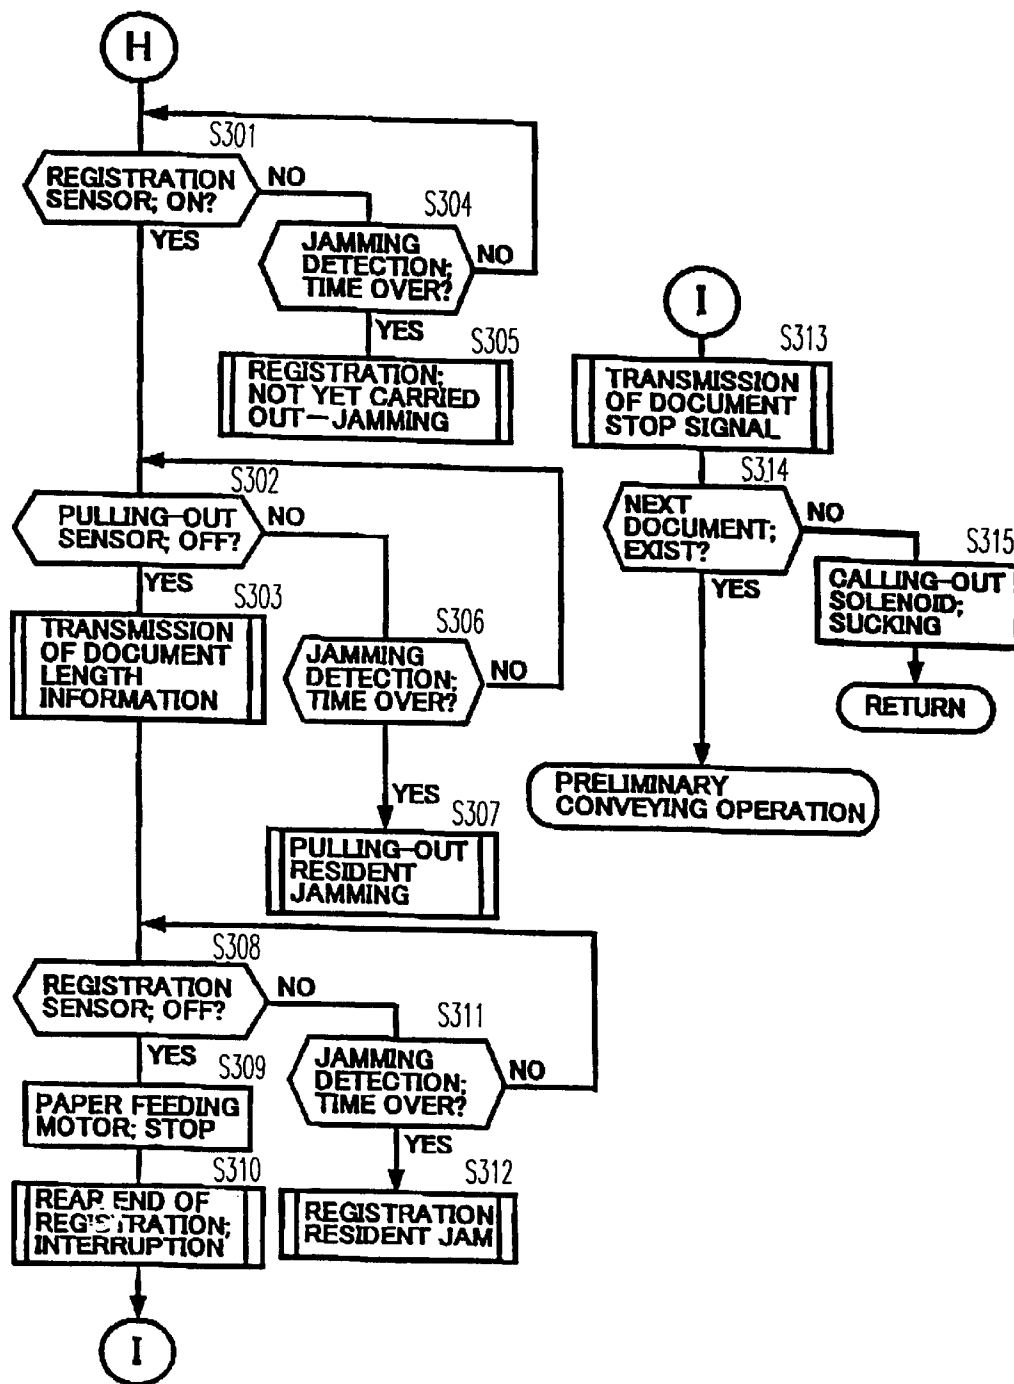 H
S301
REGISTRATION
SENSOR; ON?
NO
YES
S304
JAMMING
DETECTION;
TIME OVER?
NO
YES
S305
REGISTRATION;
NOT YET CARRIED
OUT—JAMMING
S302
PULLING-OUT
SENSOR; OFF?
NO
YES
S303
TRANSMISSION
OF DOCUMENT
LENGTH
INFORMATION
S306
JAMMING
DETECTION;
TIME OVER?
NO
YES
S307
PULLING-OUT
RESIDENT
JAMMING
S308
REGISTRATION
SENSOR; OFF?
NO
YES
S309
PAPER FEEDING
MOTOR; STOP
S311
JAMMING
DETECTION;
TIME OVER?
NO
YES
S310
REAR END OF
REGISTRATION;
INTERRUPTION
S312
REGISTRATION
RESIDENT JAM
I
I
S313
TRANSMISSION
OF DOCUMENT
STOP SIGNAL
S314
NEXT
DOCUMENT;
EXIST?
NO
YES
S315
CALLING-OUT
SOLENOID;
SUCKING
RETURN
PRELIMINARY
CONVEYING OPERATION